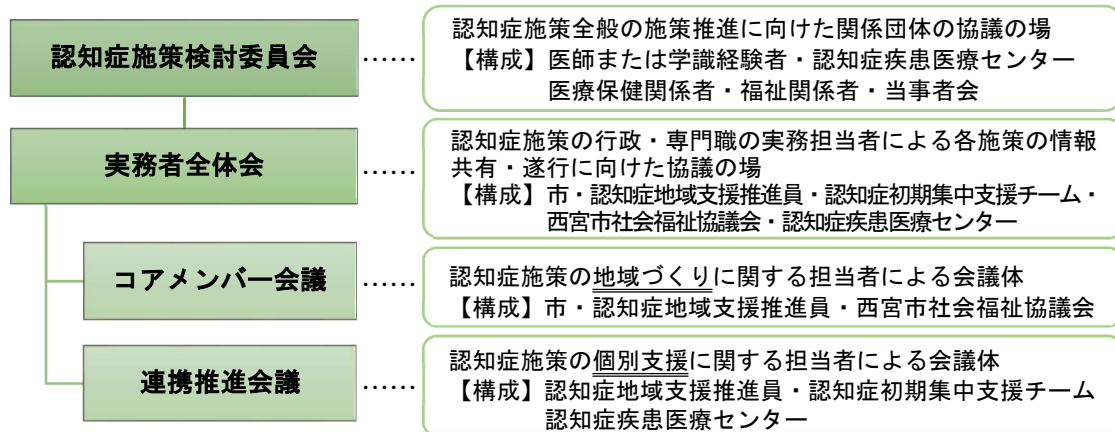 認知症施策検討委員会
……
認知症施策全般の施策推進に向けた関係団体の協議の場
【構成】医師または学識経験者・認知症疾患医療センター
医療保健関係者・福祉関係者・当事者会
実務者全体会
……
認知症施策の行政・専門職の実務担当者による各施策の情報
共有・遂行に向けた協議の場
【構成】市・認知症地域支援推進員・認知症初期集中支援チーム・
西宮市社会福祉協議会・認知症疾患医療センター
コアメンバー会議
……
認知症施策の地域づくりに関する担当者による会議体
【構成】市・認知症地域支援推進員・西宮市社会福祉協議会
連携推進会議
……
認知症施策の個別支援に関する担当者による会議体
【構成】認知症地域支援推進員・認知症初期集中支援チーム
認知症疾患医療センター